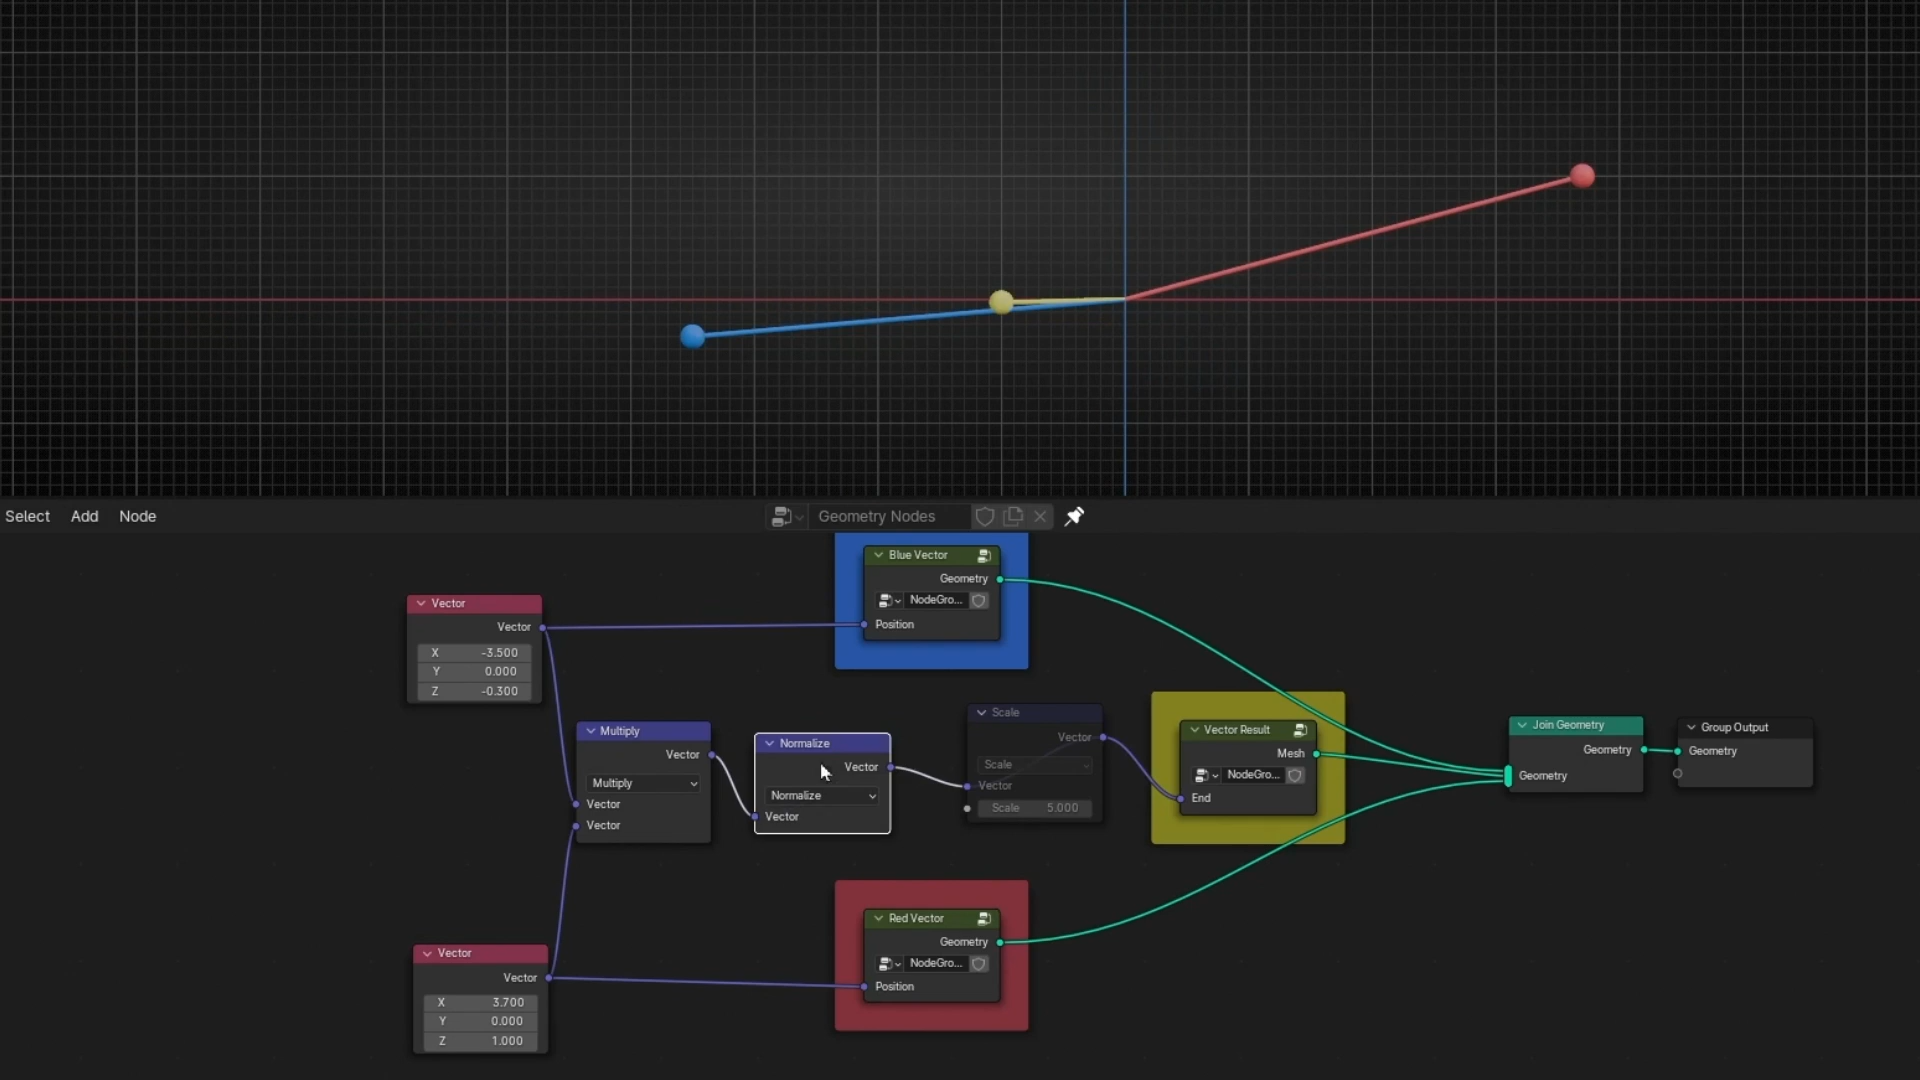 Select Add Node
Geometry Nodes
Blue Vector
Geometry
NodeGro...
Position
Vector
Vector
X -3.500
Y 0.000
Z -0.300
Multiply
Vector
Multiply
Vector
Vector
Normalize
Vector
Normalize
Vector
Scale
Vector
Scale
Vector
Scale 5.000
Vector Result
Mesh
NodeGro...
End
Join Geometry
Geometry
Geometry
Group Output
Geometry
Red Vector
Geometry
NodeGro...
Position
Vector
Vector
X 3.700
Y 0.000
Z 1.000